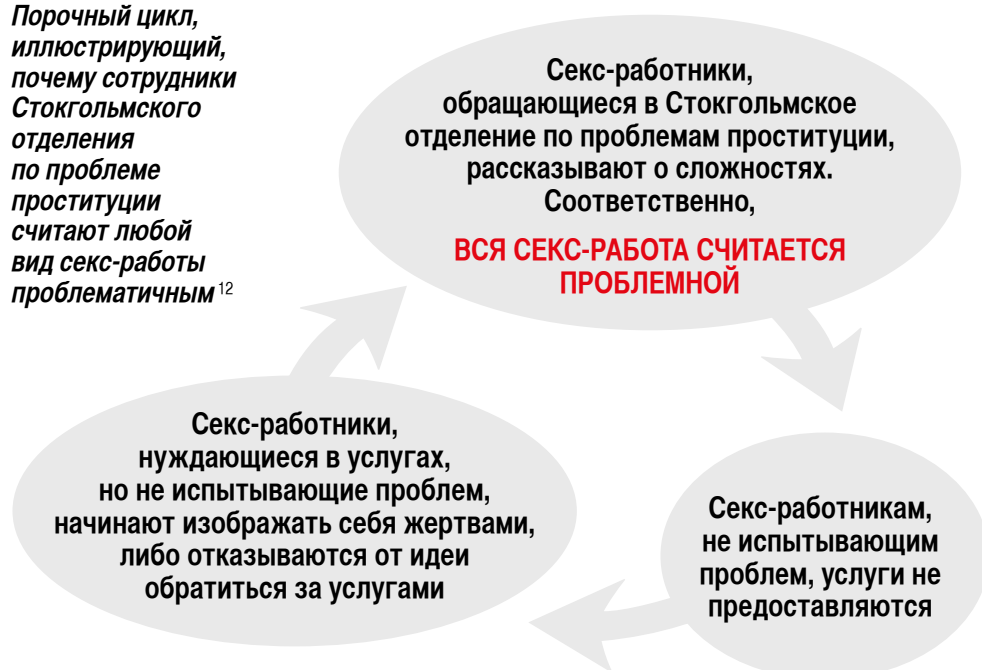 Порочный цикл,
иллюстрирующий,
почему сотрудники
Стокгольмского
отделения
по проблеме
проституции
считают любой
вид секс-работы
проблематичным 12
Секс-работники,
обращающиеся в Стокгольмское
отделение по проблемам проституции,
рассказывают о сложностях.
Соответственно,
ВСЯ СЕКС-РАБОТА СЧИТАЕТСЯ
ПРОБЛЕМНОЙ
Секс-работникам,
не испытывающим
проблем, услуги не
предоставляются
Секс-работники,
нуждающиеся в услугах,
но не испытывающие проблем,
начинают изображать себя жертвами,
либо отказываются от идеи
обратиться за услугами